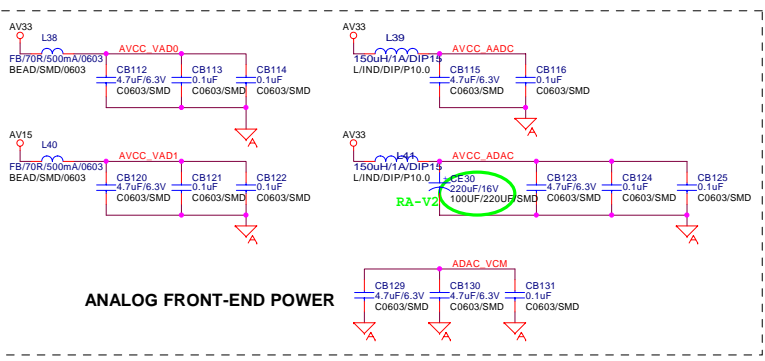 AV33
L38
AVCC_VAD0
FB/70R/500mA/0603
BEAD/SMD/0603
CB112
4.7uF/6.3V
C0603/SMD
CB113
0.1uF
C0603/SMD
CB114
0.1uF
C0603/SMD
AV33
L39
AVCC_AADC
150uH/1A/DIP15
L/IND/DIP/P10.0
CB115
4.7uF/6.3V
C0603/SMD
CB116
0.1uF
C0603/SMD
A
A
AV15
L40
AVCC_VAD1
FB/70R/500mA/0603
BEAD/SMD/0603
CB120
4.7uF/6.3V
C0603/SMD
CB121
0.1uF
C0603/SMD
CB122
0.1uF
C0603/SMD
AV33
L41
AVCC_ADAC
150uH/1A/DIP15
L/IND/DIP/P10.0
+
CE30
220uF/16V
100UF/220UF/SMD
RA-V2
CB123
4.7uF/6.3V
C0603/SMD
CB124
0.1uF
C0603/SMD
CB125
0.1uF
C0603/SMD
A
A
ADAC_VCM
CB129
4.7uF/6.3V
C0603/SMD
CB130
4.7uF/6.3V
C0603/SMD
CB131
0.1uF
C0603/SMD
A
A
A
ANALOG FRONT-END POWER